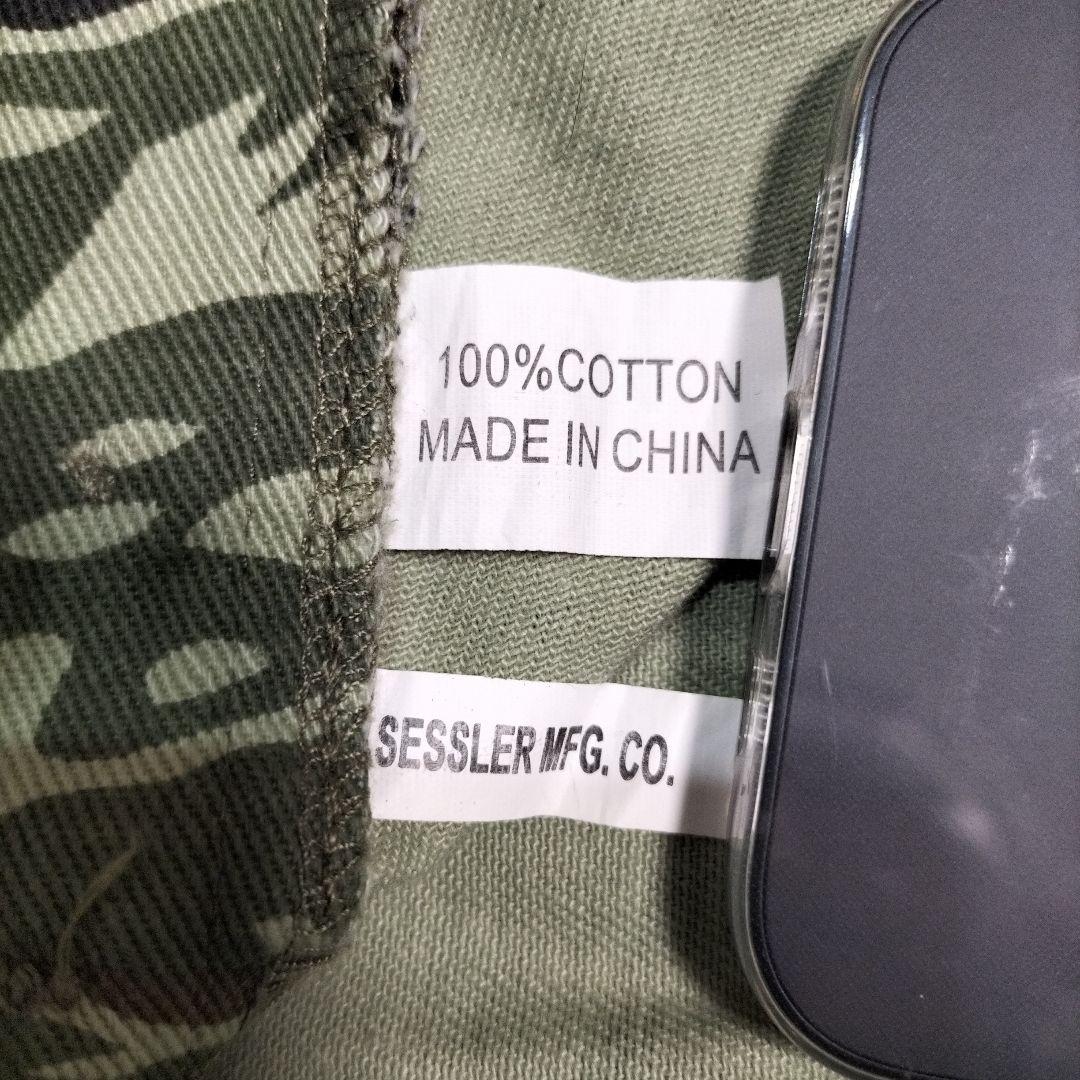 100%COTTON
MADE IN CHINA
SESSLER MFG. CO.